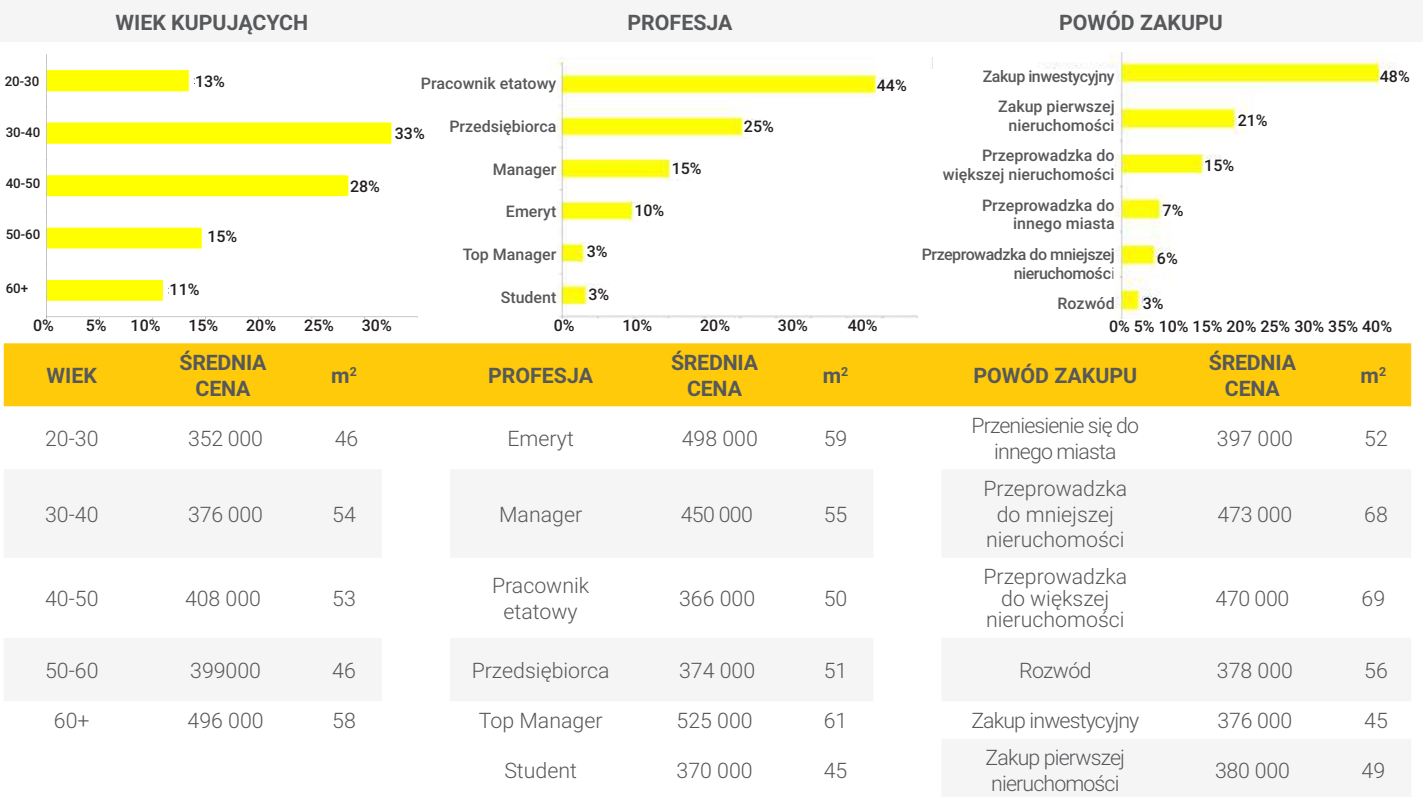 WIEK KUPUJĄCYCH
20-30 13%
30-40 33%
40-50 28%
50-60 15%
60+ 11%
0% 5% 10% 15% 20% 25% 30%
PROFESJA
Pracownik etatowy 44%
Przedsiębiorca 25%
Manager 15%
Emeryt 10%
Top Manager 3%
Student 3%
0% 10% 20% 30% 40%
POWÓD ZAKUPU
Zakup inwestycyjny 48%
Zakup pierwszej
nieruchomości 21%
Przeprowadzka do
większej nieruchomości 15%
Przeprowadzka do
innego miasta 7%
Przeprowadzka do mniejszej
nieruchomości 6%
Rozwód 3%
0% 5% 10% 15% 20% 25% 30% 35% 40%
WIEK ŚREDNIA CENA m²
20-30 352 000 46
30-40 376 000 54
40-50 408 000 53
50-60 399000 46
60+ 496 000 58
PROFESJA ŚREDNIA CENA m²
Emeryt 498 000 59
Manager 450 000 55
Pracownik
etatowy 366 000 50
Przedsiębiorca 374 000 51
Top Manager 525 000 61
Student 370 000 45
POWÓD ZAKUPU ŚREDNIA CENA m²
Przeniesienie się do
innego miasta 397 000 52
Przeprowadzka
do mniejszej 473 000 68
nieruchomości
Przeprowadzka
do większej 470 000 69
nieruchomości
Rozwód 378 000 56
Zakup inwestycyjny 376 000 45
Zakup pierwszej
nieruchomości 380 000 49